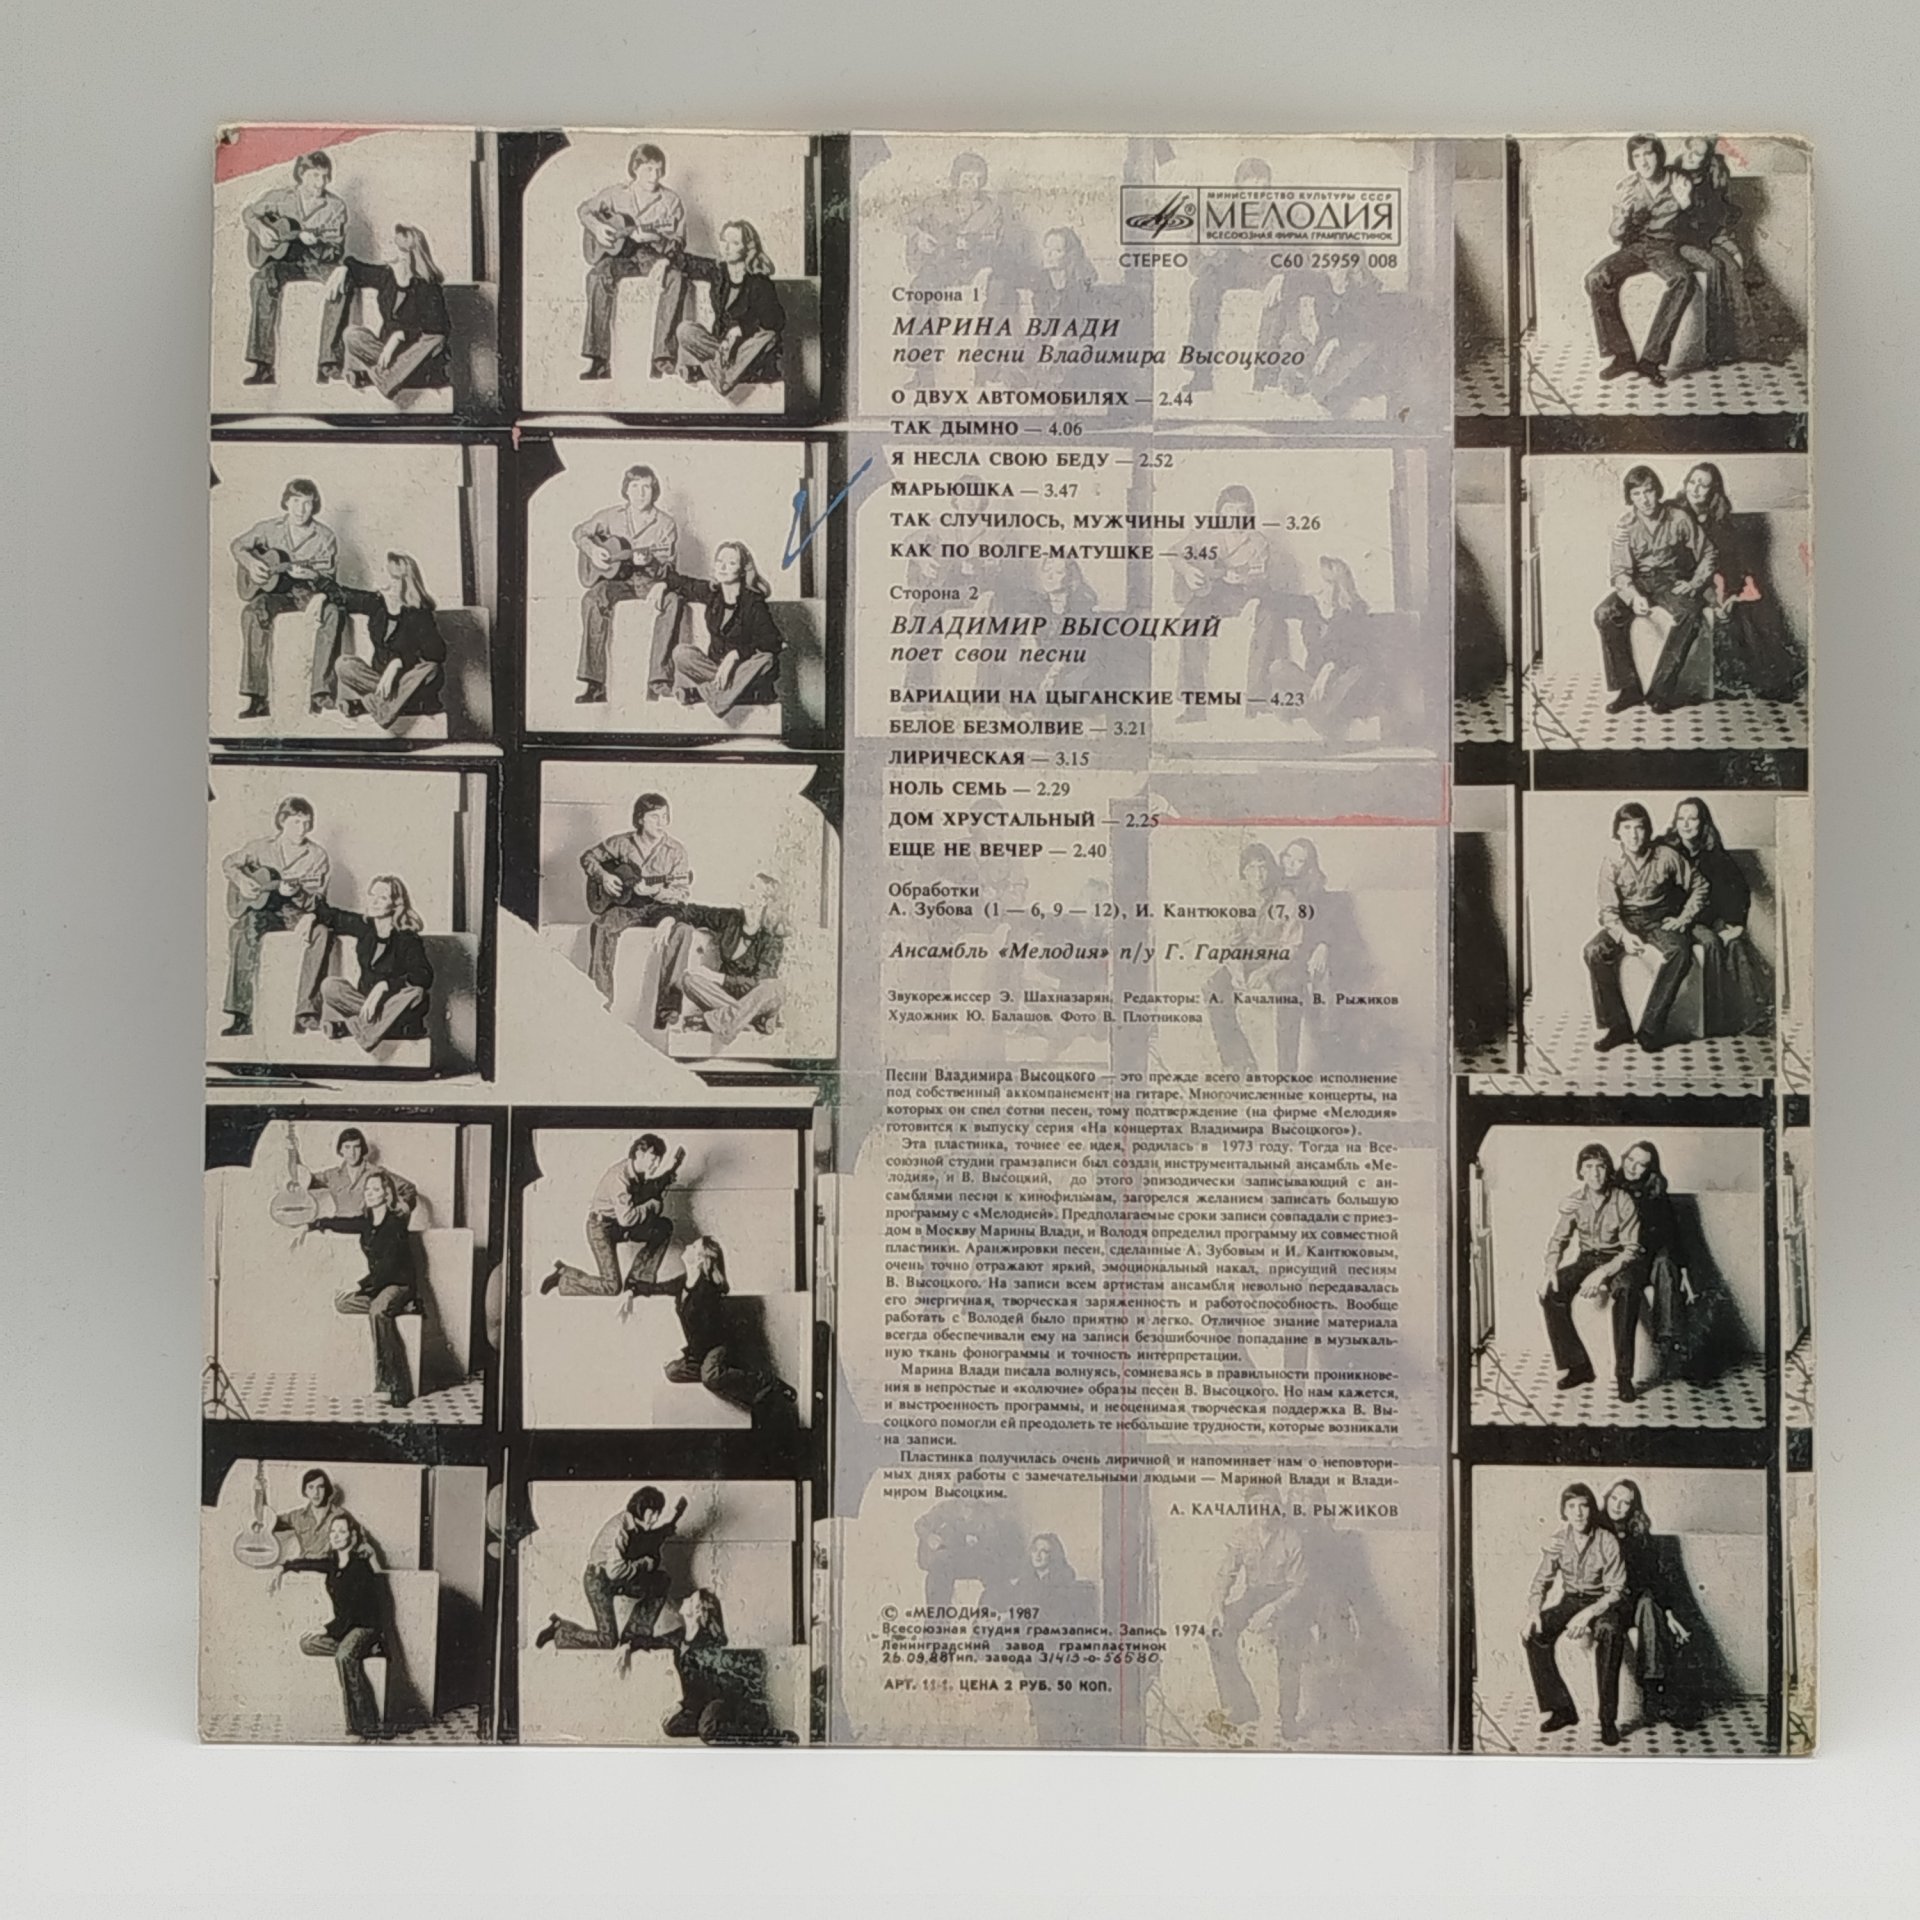 МИНИСТЕРСТВО КУЛЬТУРЫ СССР
МЕЛОДИЯ
ВСЕСОЮЗНАЯ ФИРМА ГРАМПЛАСТИНОК
СТЕРЕО С60 25959 008
Сторона 1
МАРИНА ВЛАДИ
поет песни Владимира Высоцкого
О ДВУХ АВТОМОБИЛЯХ — 2.44
ТАК ДЫМНО — 4.06
Я НЕСЛА СВОЮ БЕДУ — 2.52
МАРЬЮШКА — 3.47
ТАК СЛУЧИЛОСЬ, МУЖЧИНЫ УШЛИ — 3.26
КАК ПО ВОЛГЕ-МАТУШКЕ — 3.45
Сторона 2
ВЛАДИМИР ВЫСОЦКИЙ
поет свои песни
ВАРИАЦИИ НА ЦЫГАНСКИЕ ТЕМЫ — 4.23
БЕЛОЕ БЕЗМОЛВИЕ — 3.21
ЛИРИЧЕСКАЯ — 3.15
НОЛЬ СЕМЬ — 2.29
ДОМ ХРУСТАЛЬНЫЙ — 2.25
ЕЩЕ НЕ ВЕЧЕР — 2.40
Обработки
А. Зубова (1 — 6, 9 — 12), И. Кантюкова (7, 8)
Ансамбль «Мелодия» п/у Г. Гараняна
Звукорежиссер Э. Шахназарян. Редакторы: А. Качалина, В. Рыжиков
Художник Ю. Балашов. Фото В. Плотникова
Песни Владимира Высоцкого — это прежде всего авторское исполнение
под собственный аккомпанемент на гитаре. Многочисленные концерты, на
которых он спел сотни песен, тому подтверждение (на фирме «Мелодия»
готовится к выпуску серия «На концертах Владимира Высоцкого»).
Эта пластинка, точнее ее идея, родилась в 1973 году. Тогда на Все-
союзной студии грамзаписи был создан инструментальный ансамбль «Ме-
лодия», и В. Высоцкий, до этого эпизодически записывающий с ан-
самблями песни к кинофильмам, загорелся желанием записать большую
программу с «Мелодией». Предполагаемые сроки записи совпадали с приез-
дом в Москву Марины Влади, и Володя определил программу их совместной
пластинки. Аранжировки песен, сделанные А. Зубовым и И. Кантюковым,
очень точно отражают яркий, эмоциональный накал, присущий песням
В. Высоцкого. На записи всем артистам ансамбля невольно передавалась
его энергичная, творческая заряженность и работоспособность. Вообще
работать с Володей было приятно и легко. Отличное знание материала
всегда обеспечивали ему на записи безошибочное попадание в музыкаль-
ную ткань фонограммы и точность интерпретации.
Марина Влади писала волнуясь, сомневаясь в правильности проникнове-
ния в непростые и «колючие» образы песен В. Высоцкого. Но нам кажется,
и выстроенность программы, и неоценимая творческая поддержка В. Вы-
соцкого помогли ей преодолеть те небольшие трудности, которые возникали
на записи.
Пластинка получилась очень лиричной и напоминает нам о неповтори-
мых днях работы с замечательными людьми — Мариной Влади и Влади-
миром Высоцким.
А. КАЧАЛИНА, В. РЫЖИКОВ
© «МЕЛОДИЯ», 1987
Всесоюзная студия грамзаписи. Запись 1974 г.
Ленинградский завод грампластинок
26.09.88 Тип. завода 3/413-о-56580.
АРТ. 11-1. ЦЕНА 2 РУБ. 50 КОП.